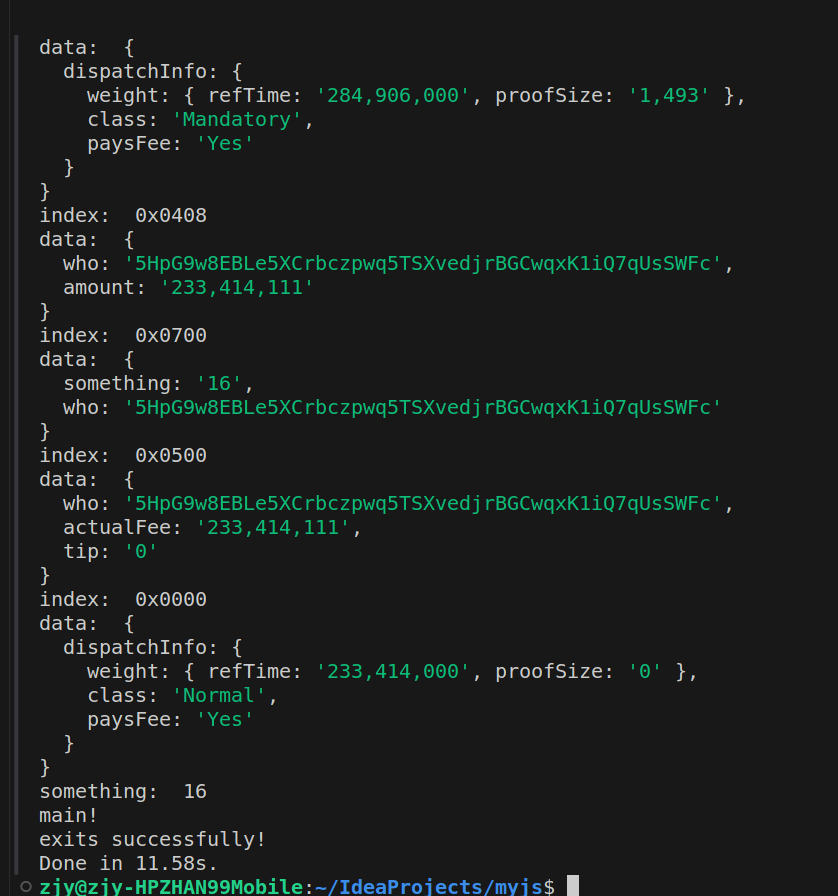 data:  {
  dispatchInfo: {
    weight: { refTime: '284,906,000', proofSize: '1,493' },
    class: 'Mandatory',
    paysFee: 'Yes'
  }
}
index:  0x0408
data:  {
  who: '5HpG9w8EBLe5XCrbczpwq5TSXvedjrBGCwqxK1iQ7qUsSWFc',
  amount: '233,414,111'
}
index:  0x0700
data:  {
  something: '16',
  who: '5HpG9w8EBLe5XCrbczpwq5TSXvedjrBGCwqxK1iQ7qUsSWFc'
}
index:  0x0500
data:  {
  who: '5HpG9w8EBLe5XCrbczpwq5TSXvedjrBGCwqxK1iQ7qUsSWFc',
  actualFee: '233,414,111',
  tip: '0'
}
index:  0x0000
data:  {
  dispatchInfo: {
    weight: { refTime: '233,414,000', proofSize: '0' },
    class: 'Normal',
    paysFee: 'Yes'
  }
}
something:  16
main!
exits successfully!
Done in 11.58s.
zjy@zjy-HPZHAN99Mobile:~/IdeaProjects/myjs$